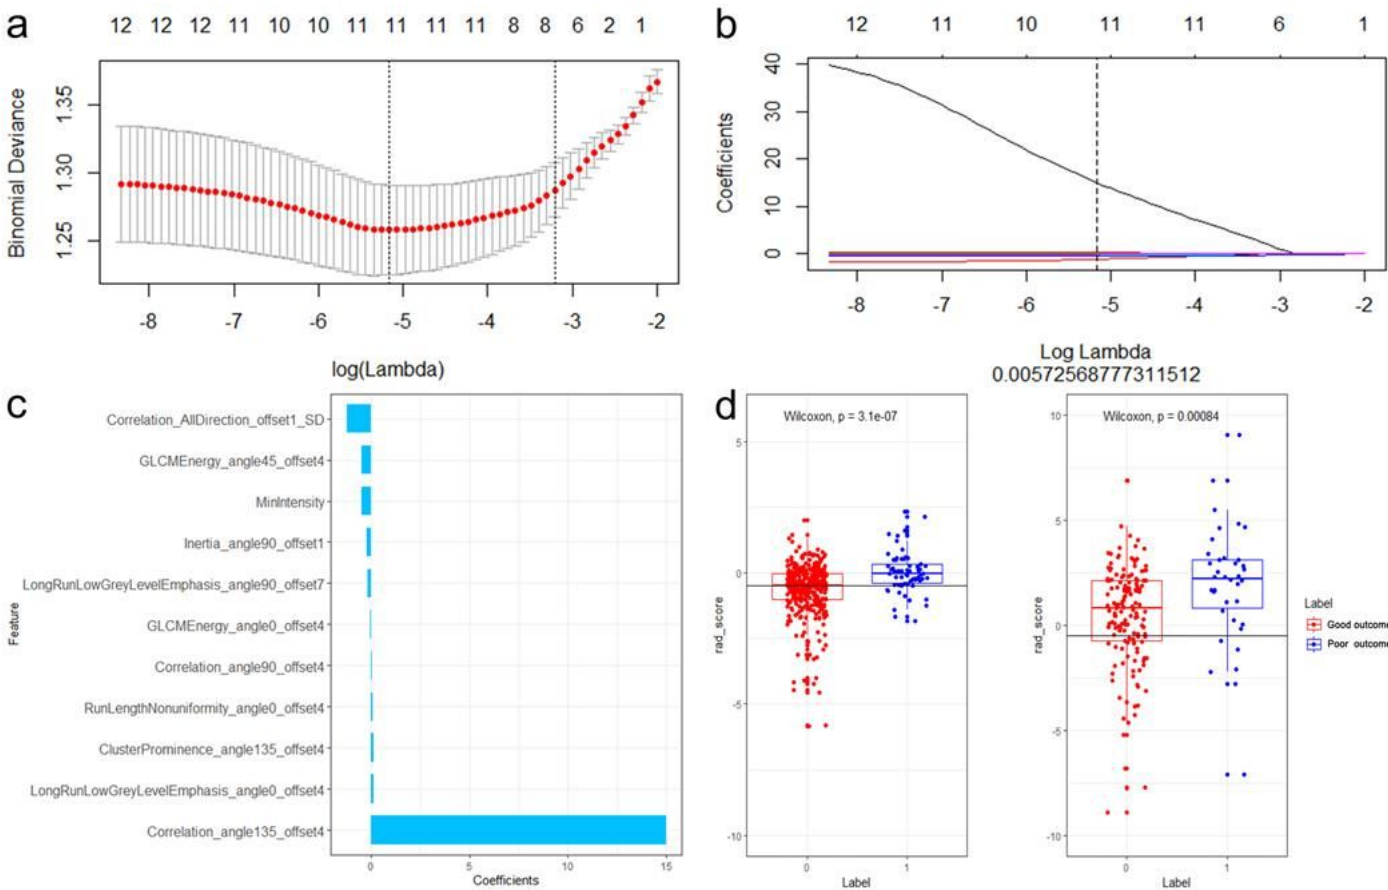 a
12 12 12 11 10 11 11 11 11 8 8 6 2 1
Binomial Deviance
1.35
1.30
1.25
-8 -7 -6 -5 -4 -3 -2
log(Lambda)
b
12 11 10 11 11 6 1
Coefficients
40
30
20
10
0
-8 -7 -6 -5 -4 -3 -2
Log Lambda
0.00572568777311512
c
Feature
Correlation_AllDirection_offset1_SD
GLCMEnergy_angle45_offset4
MinIntensity
Inertia_angle90_offset1
LongRunLowGreyLevelEmphasis_angle90_offset7
GLCMEnergy_angle0_offset4
Correlation_angle90_offset4
RunLengthNonuniformity_angle0_offset4
ClusterProminence_angle135_offset4
LongRunLowGreyLevelEmphasis_angle0_offset4
Correlation_angle135_offset4
0 5 10 15
Coefficients
d
Wilcoxon, p = 3.1e-07
rad_score
5
0
-5
-10
0 1
Label
Wilcoxon, p = 0.00084
rad_score
10
5
0
-5
-10
0 1
Label
Label
Good outcome
Poor outcome